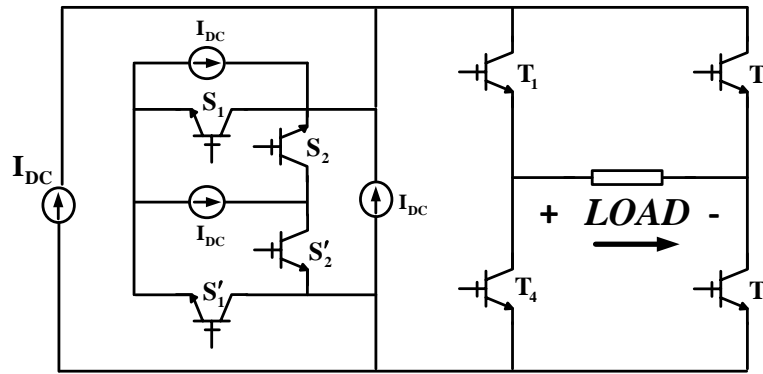 I_DC
S_1
T_1
T
S_2
I_DC
I_DC
I_DC
S'_2
+ LOAD -
S'_1
T_4
T